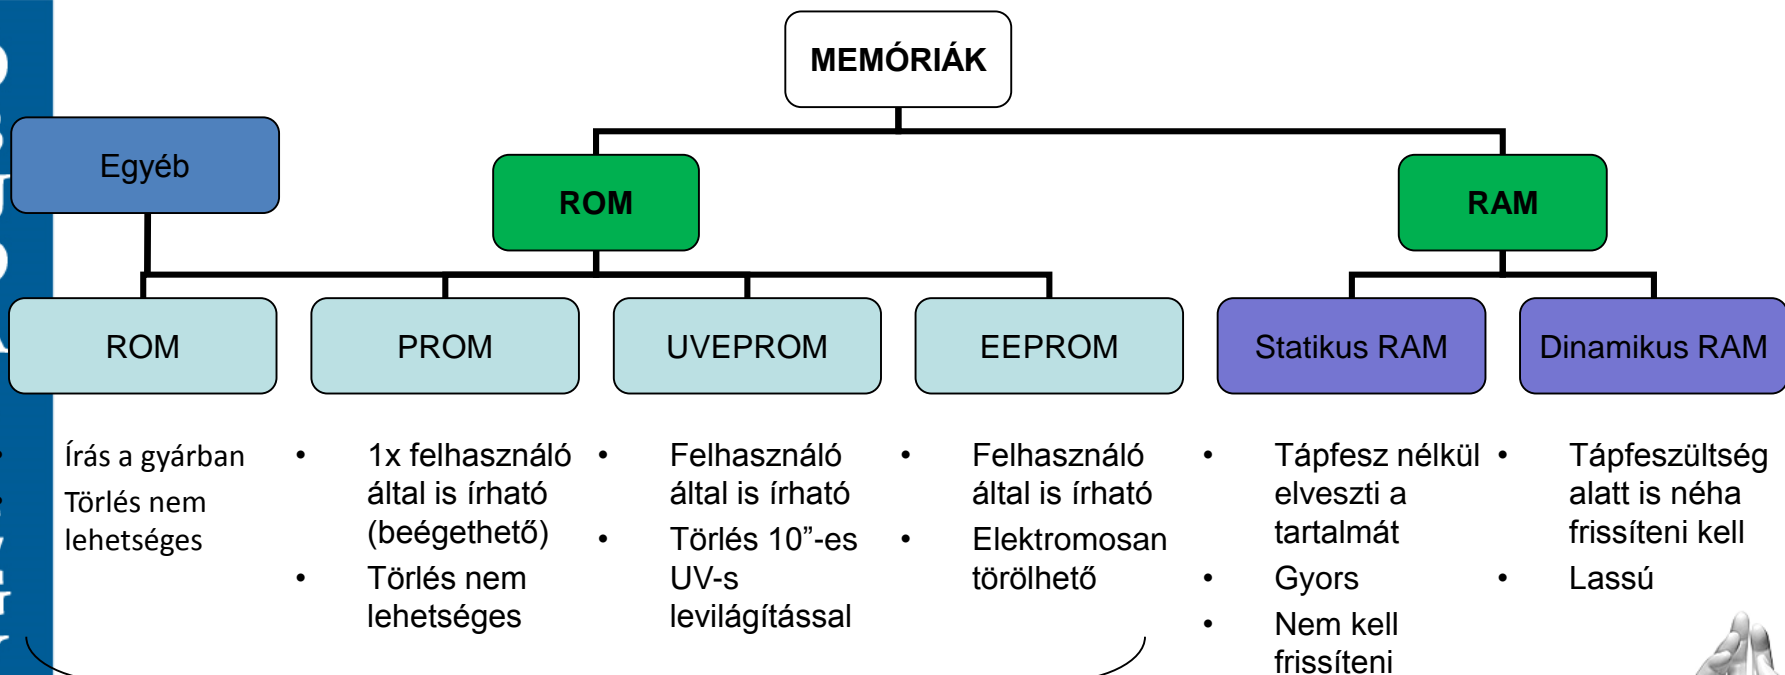 MEMÓRIÁK
Egyéb
ROM
RAM
ROM
PROM
UVEPROM
EEPROM
Statikus RAM
Dinamikus RAM
• Írás a gyárban
• Törlés nem
lehetséges
• 1x felhasználó
által is írható
(beégethető)
• Törlés nem
lehetséges
• Felhasználó
által is írható
• Törlés 10”-es
UV-s
levilágítással
• Felhasználó
által is írható
• Elektromosan
törölhető
• Tápfesz nélkül
elveszti a
tartalmát
• Gyors
• Nem kell
frissíteni
• Tápfeszültség
alatt is néha
frissíteni kell
• Lassú